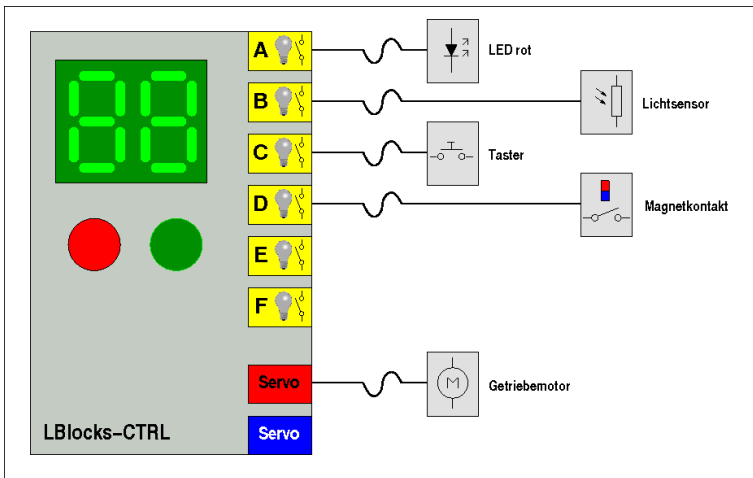 A
LED rot
B
Lichtsensor
C
Taster
D
Magnetkontakt
E
F
Servo
M
Getriebemotor
LBlocks-CTRL
Servo